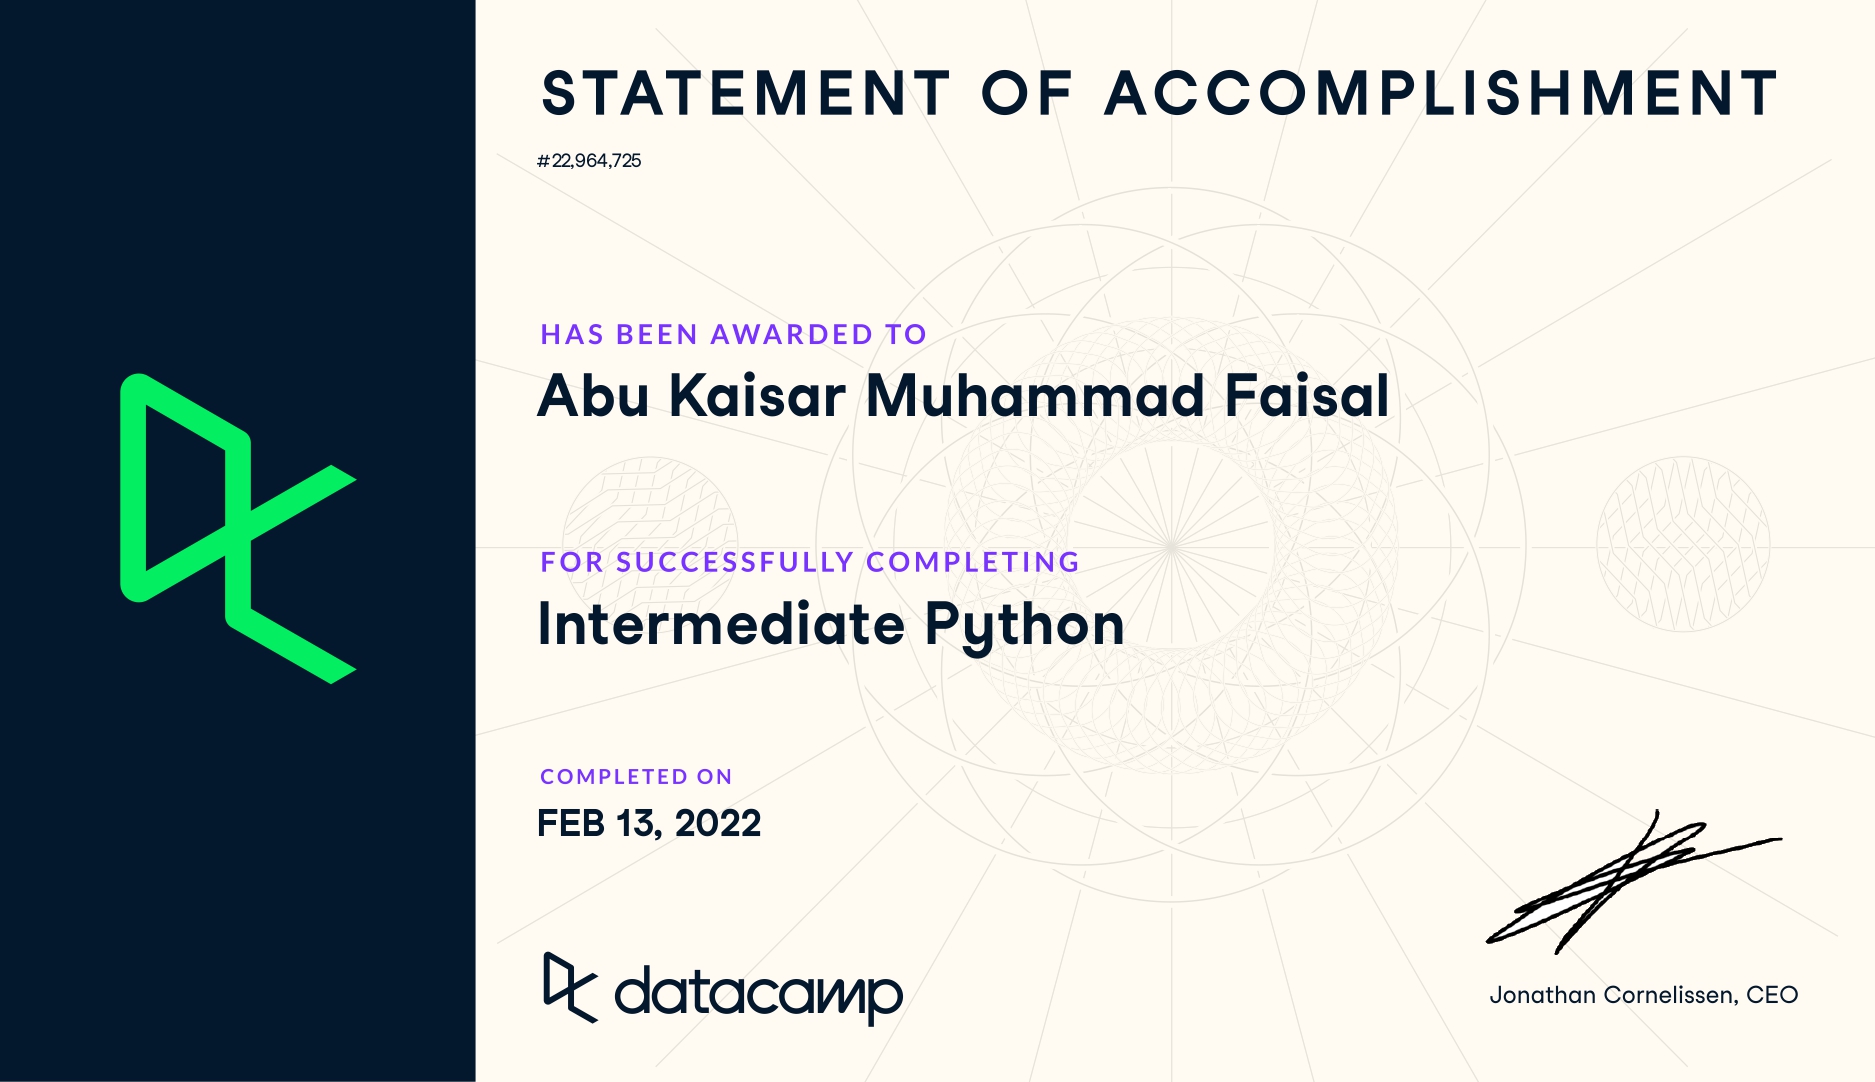 STATEMENT OF ACCOMPLISHMENT
#22,964,725
HAS BEEN AWARDED TO
Abu Kaisar Muhammad Faisal
FOR SUCCESSFULLY COMPLETING
Intermediate Python
COMPLETED ON
FEB 13, 2022
datacamp
Jonathan Cornelissen, CEO